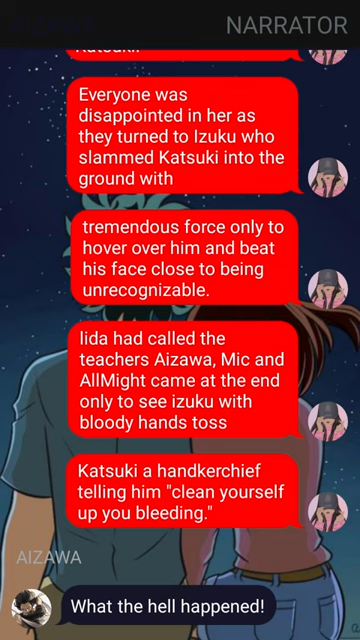 AIZAWA
NARRATOR
Katsuki.
Everyone was
disappointed in her as
they turned to Izuku who
slammed Katsuki into the
ground with
tremendous force only to
hover over him and beat
his face close to being
unrecognizable.
Iida had called the
teachers Aizawa, Mic and
AllMight came at the end
only to see izuku with
bloody hands toss
Katsuki a handkerchief
telling him "clean yourself
up you bleeding."
AIZAWA
What the hell happened!